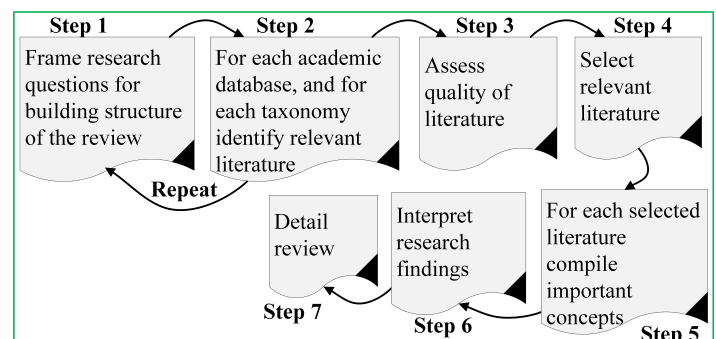 Step 1
Frame research
questions for
building structure
of the review
Step 2
For each academic
database, and for
each taxonomy
identify relevant
literature
Repeat
Step 3
Assess
quality of
literature
Step 4
Select
relevant
literature
For each selected
literature
compile
important
concepts
Step 5
Interpret
research
findings
Step 6
Detail
review
Step 7